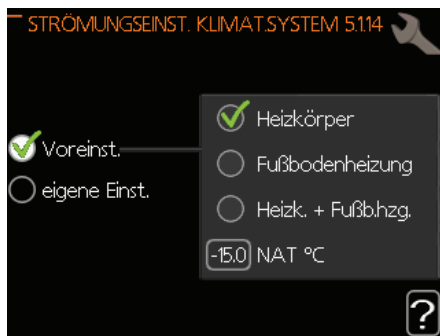 STRÖMUNGSEINST. KLIMAT.SYSTEM 5.1.14
Voreinst.
eigene Einst.
Heizkörper
Fußbodenheizung
Heizk. + Fußb.hzg.
-15.0 NAT °C
?